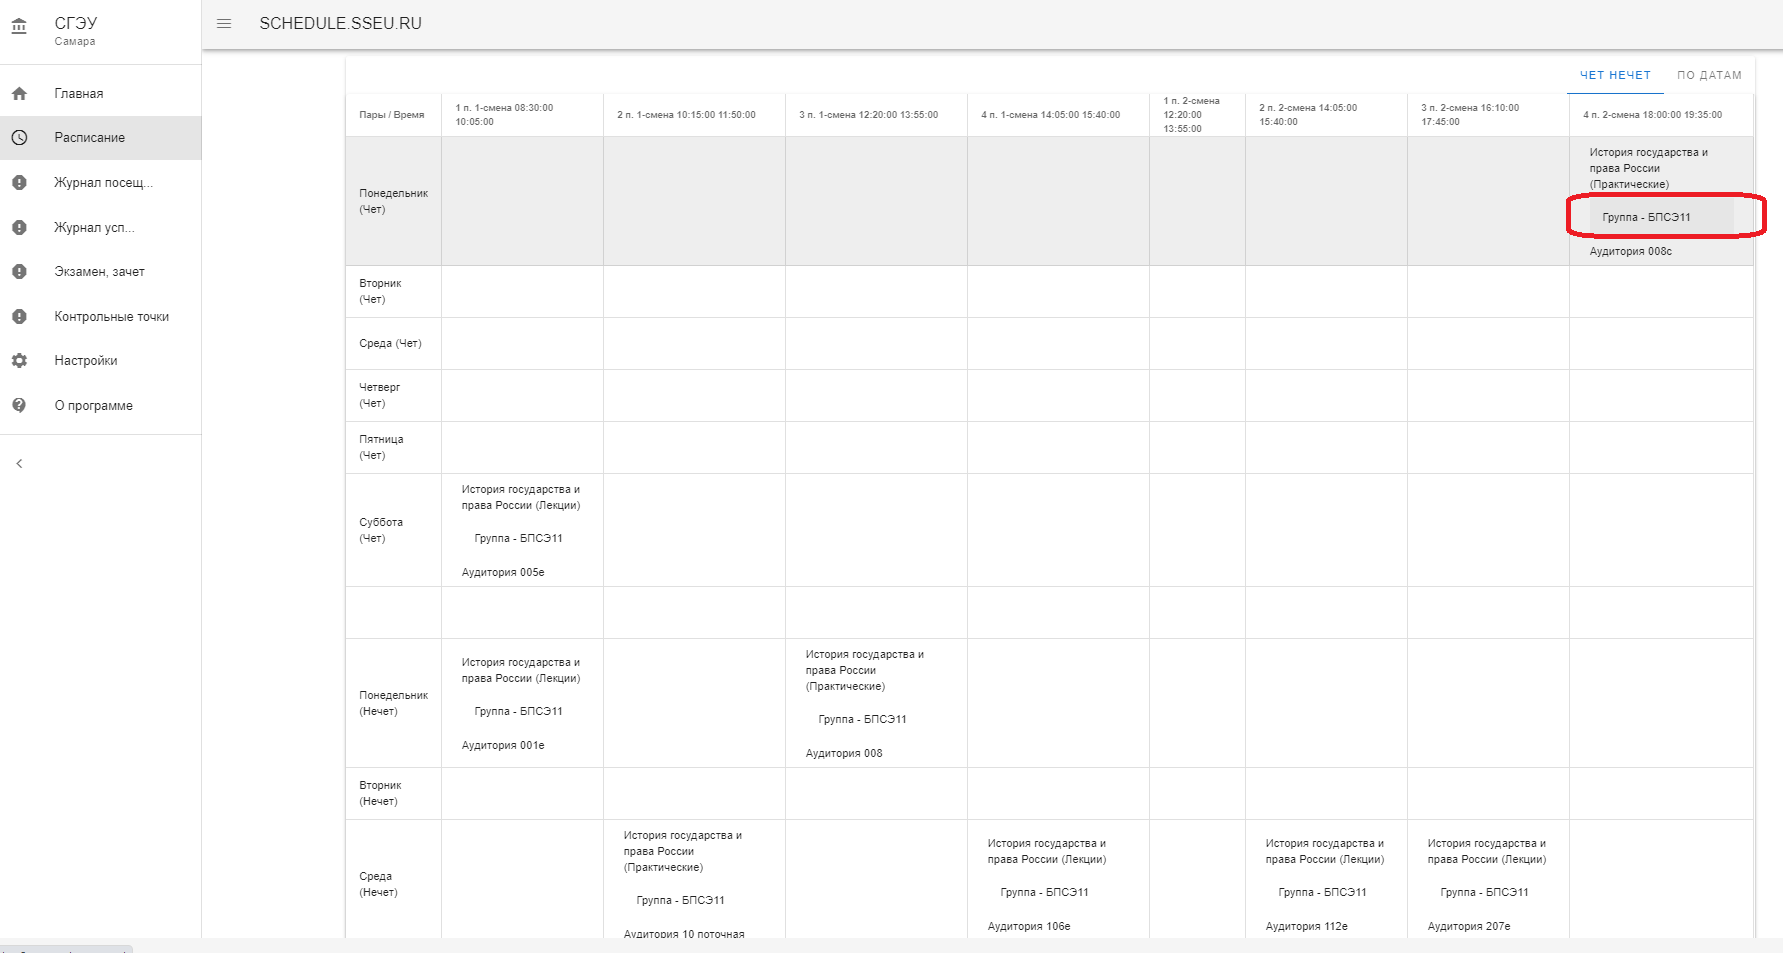 СГЭУ
Самара
SCHEDULE.SSEU.RU
Главная
Расписание
Журнал посещ...
Журнал усп...
Экзамен, зачет
Контрольные точки
Настройки
О программе
ЧЕТ НЕЧЕТ
ПО ДАТАМ
Пары / Время
1 п. 1-смена 08:30:00
10:05:00
2 п. 1-смена 10:15:00 11:50:00
3 п. 1-смена 12:20:00 13:55:00
4 п. 1-смена 14:05:00 15:40:00
1 п. 2-смена
12:20:00
13:55:00
2 п. 2-смена 14:05:00
15:40:00
3 п. 2-смена 16:10:00
17:45:00
4 п. 2-смена 18:00:00 19:35:00
Понедельник
(Чет)
История государства и
права России
(Практические)
Группа - БПСЭ11
Аудитория 008с
Вторник
(Чет)
Среда (Чет)
Четверг
(Чет)
Пятница
(Чет)
Суббота
(Чет)
История государства и
права России (Лекции)
Группа - БПСЭ11
Аудитория 005е
Понедельник
(Нечет)
История государства и
права России (Лекции)
Группа - БПСЭ11
Аудитория 001е
История государства и
права России
(Практические)
Группа - БПСЭ11
Аудитория 008
Вторник
(Нечет)
Среда
(Нечет)
История государства и
права России
(Практические)
Группа - БПСЭ11
Аудитория 10 поточная
История государства и
права России (Лекции)
Группа - БПСЭ11
Аудитория 106е
История государства и
права России (Лекции)
Группа - БПСЭ11
Аудитория 112е
История государства и
права России (Лекции)
Группа - БПСЭ11
Аудитория 207е